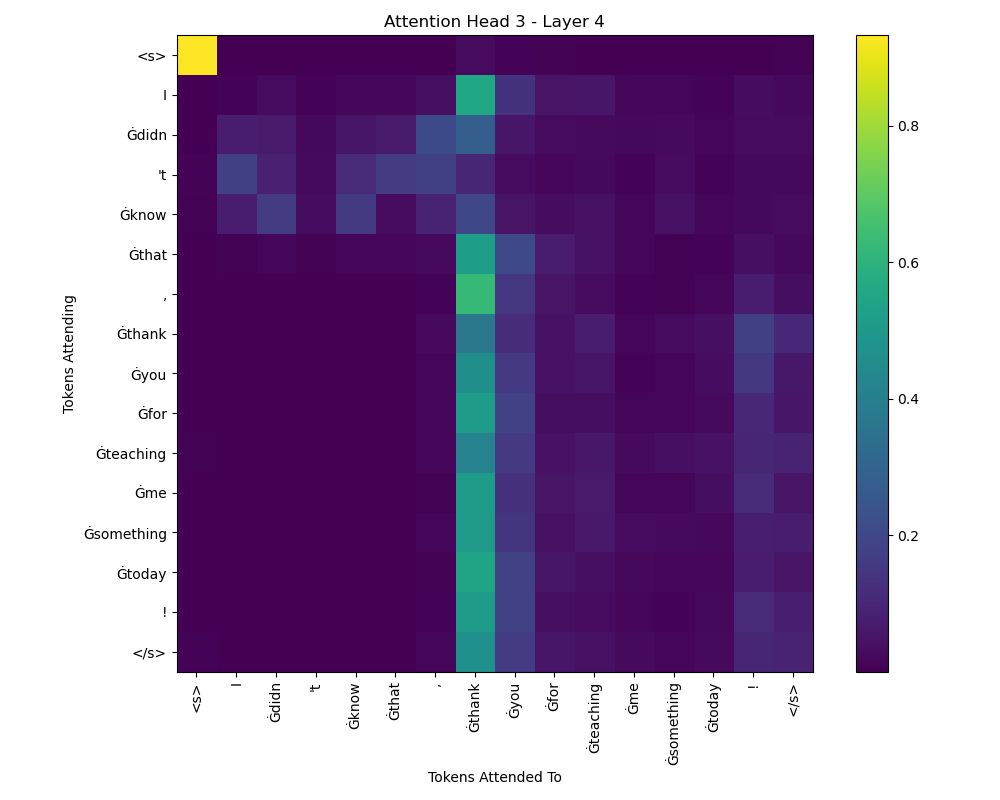 Attention Head 3 - Layer 4
Tokens Attending
<s>
I
Ġdidn
't
Ġknow
Ġthat
,
Ġthank
Ġyou
Ġfor
Ġteaching
Ġme
Ġsomething
Ġtoday
!
</s>
<s>
I
Ġdidn
't
Ġknow
Ġthat
,
Ġthank
Ġyou
Ġfor
Ġteaching
Ġme
Ġsomething
Ġtoday
!
</s>
Tokens Attended To
0.8
0.6
0.4
0.2